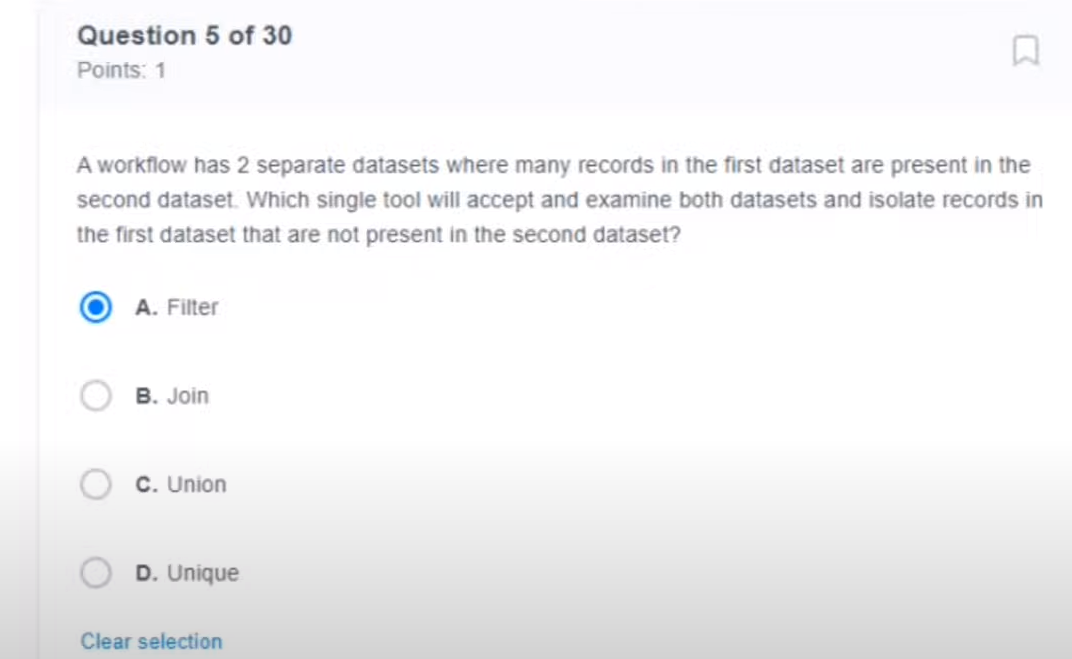 Question 5 of 30
Points: 1
A workflow has 2 separate datasets where many records in the first dataset are present in the
second dataset. Which single tool will accept and examine both datasets and isolate records in
the first dataset that are not present in the second dataset?
A. Filter
B. Join
C. Union
D. Unique
Clear selection